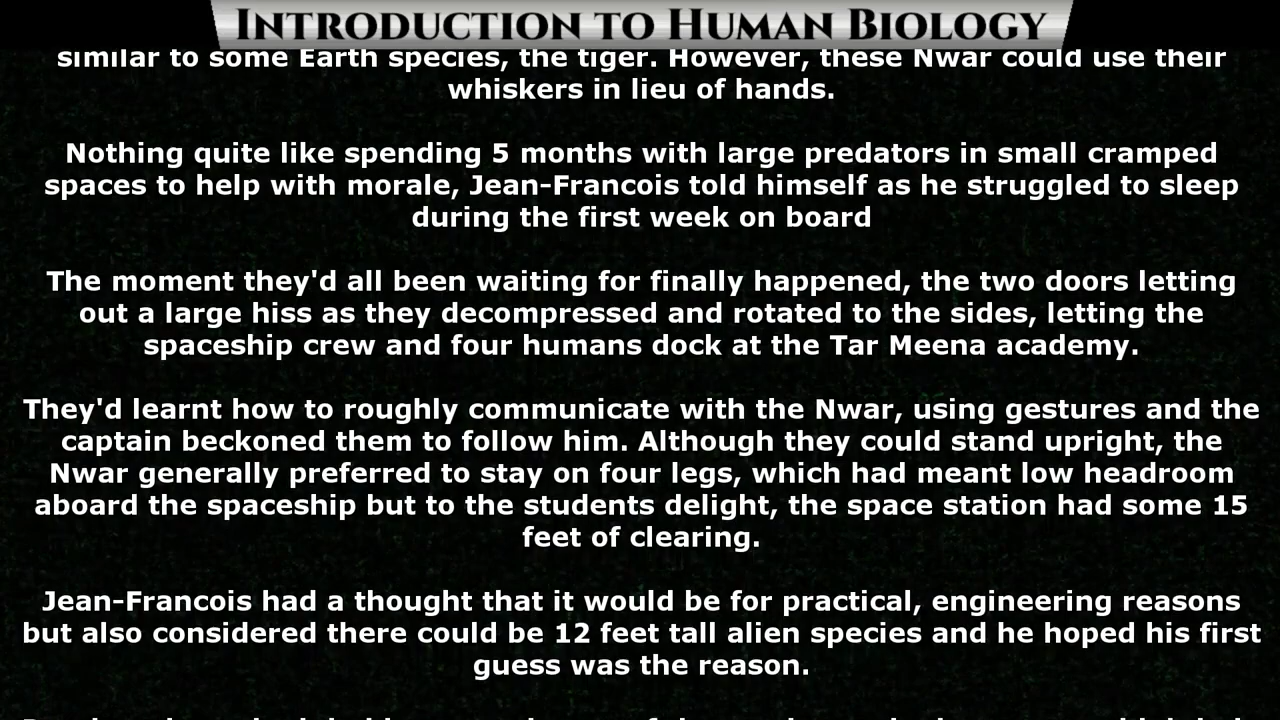 Introduction to Human Biology
similar to some Earth species, the tiger. However, these Nwar could use their
whiskers in lieu of hands.
Nothing quite like spending 5 months with large predators in small cramped
spaces to help with morale, Jean-Francois told himself as he struggled to sleep
during the first week on board
The moment they'd all been waiting for finally happened, the two doors letting
out a large hiss as they decompressed and rotated to the sides, letting the
spaceship crew and four humans dock at the Tar Meena academy.
They'd learnt how to roughly communicate with the Nwar, using gestures and the
captain beckoned them to follow him. Although they could stand upright, the
Nwar generally preferred to stay on four legs, which had meant low headroom
aboard the spaceship but to the students delight, the space station had some 15
feet of clearing.
Jean-Francois had a thought that it would be for practical, engineering reasons
but also considered there could be 12 feet tall alien species and he hoped his first
guess was the reason.